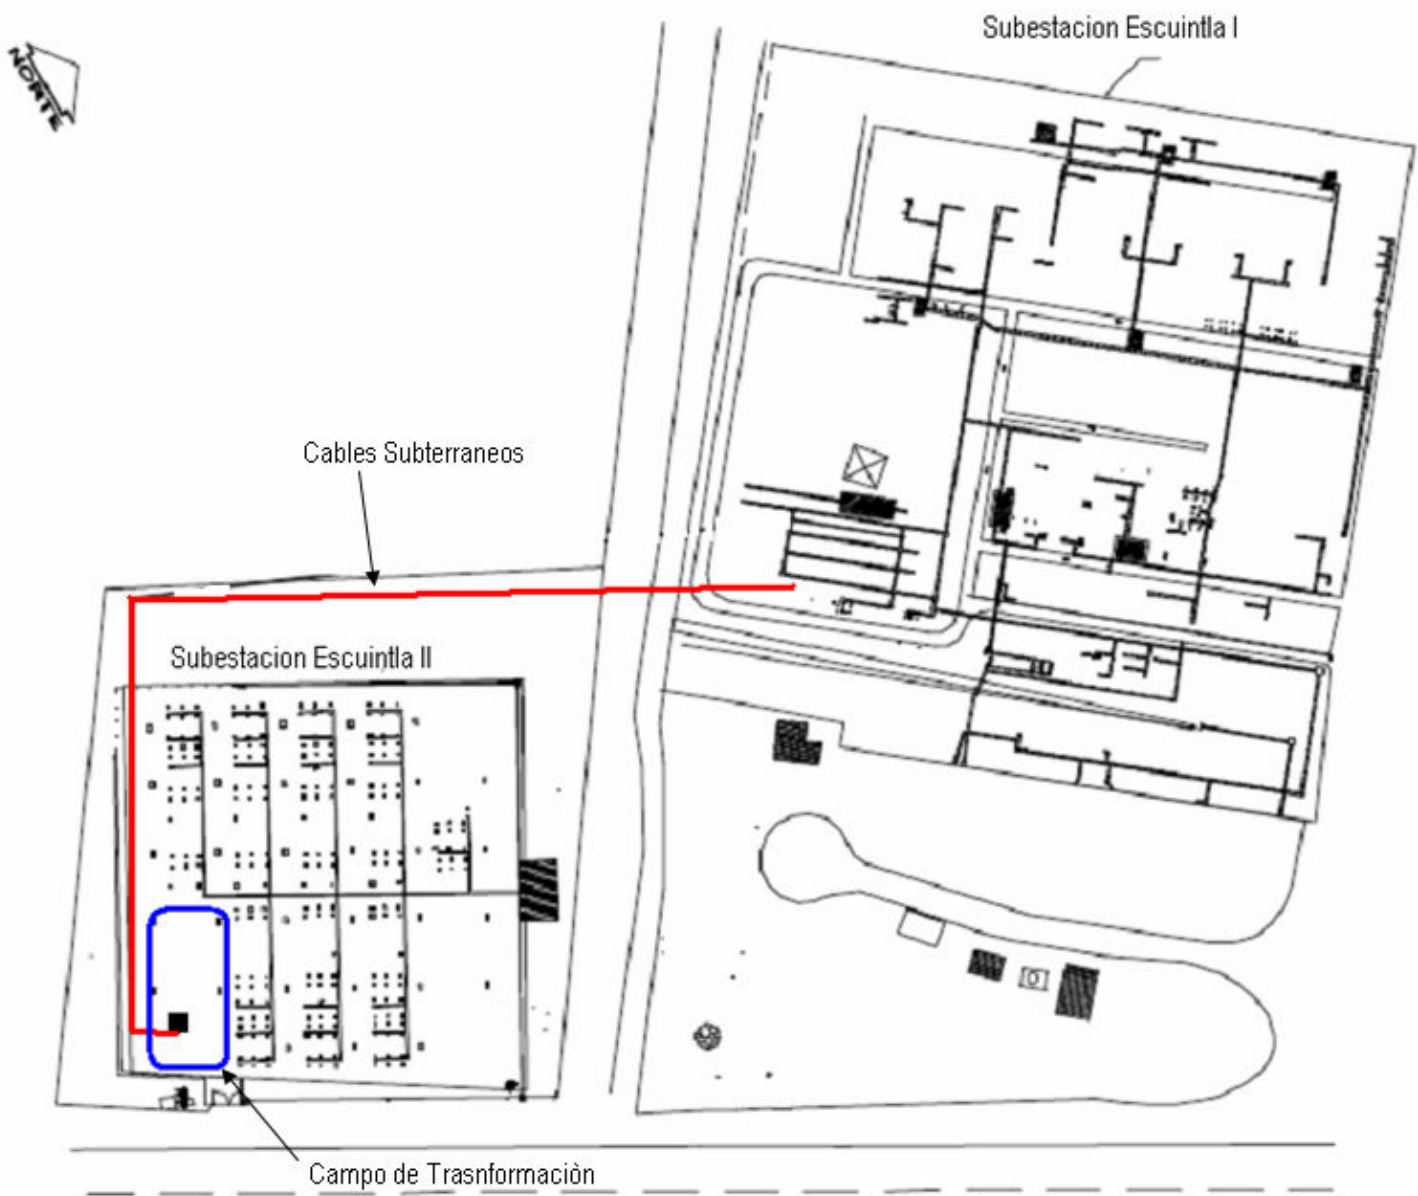 Subestacion Escuintla I
NORTE
Cables Subterraneos
Subestacion Escuintla II
Campo de Trasnformaciòn